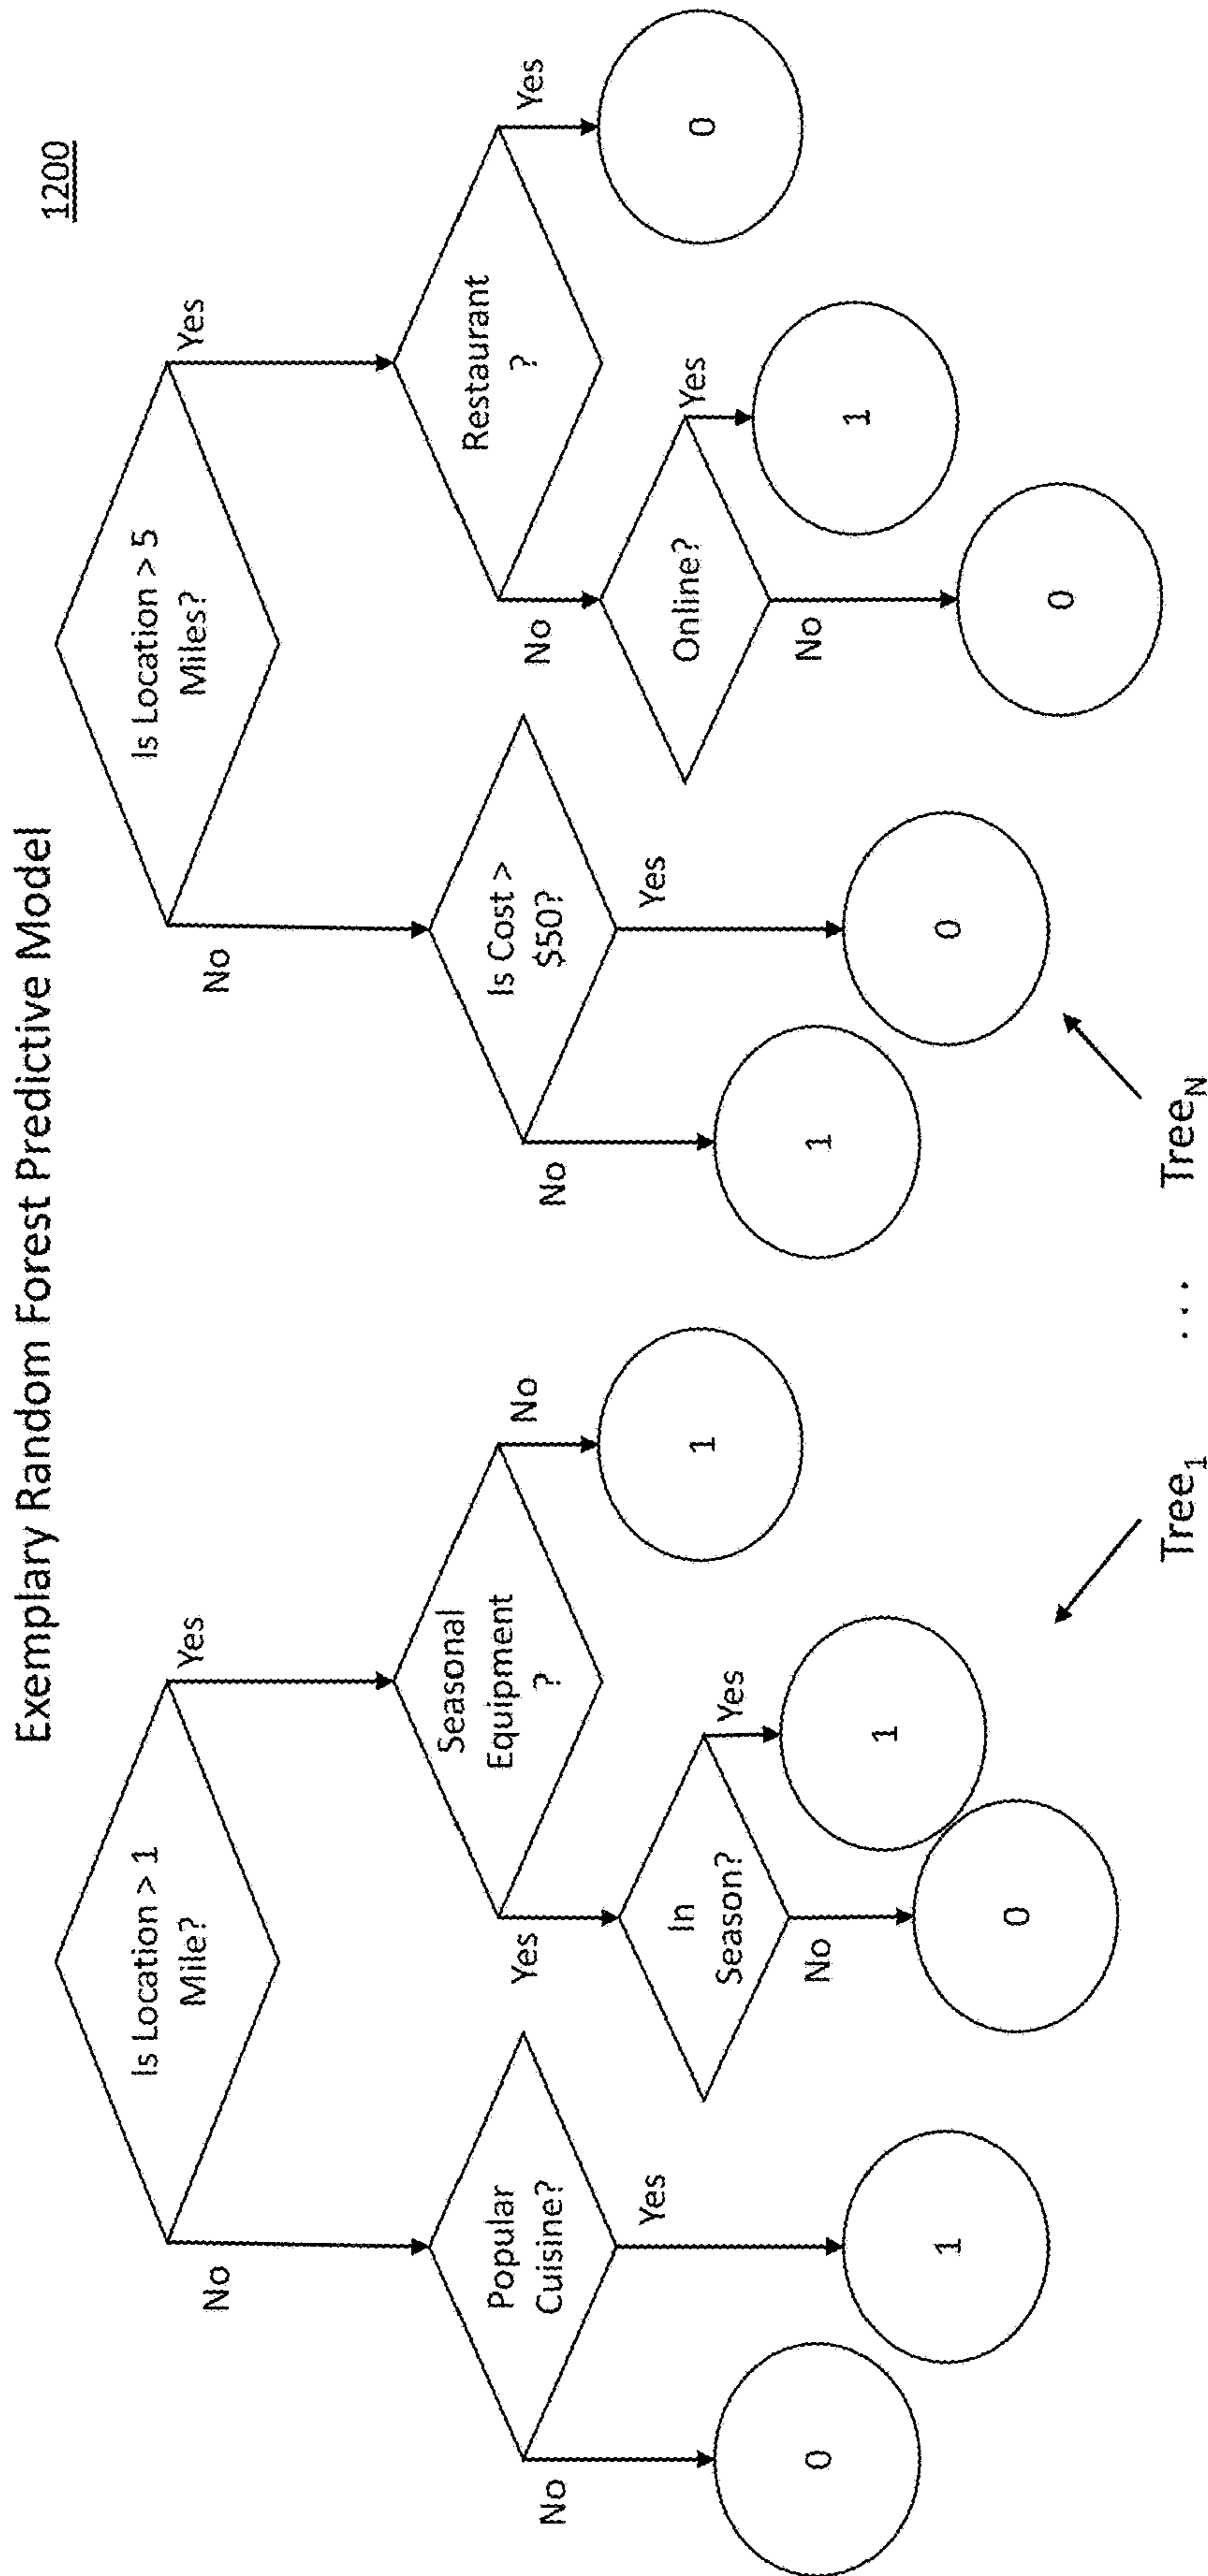 Exemplary Random Forest Predictive Model
1200
Is Location > 1
Mile?
No
Yes
Popular
Cuisine?
No
Yes
0
1
Seasonal
Equipment
?
Yes
No
1
In
Season?
No
Yes
0
1
Is Location > 5
Miles?
No
Yes
Is Cost >
$50?
No
Yes
1
0
Restaurant
?
No
Yes
0
Online?
No
Yes
0
1
Tree1 . . . TreeN